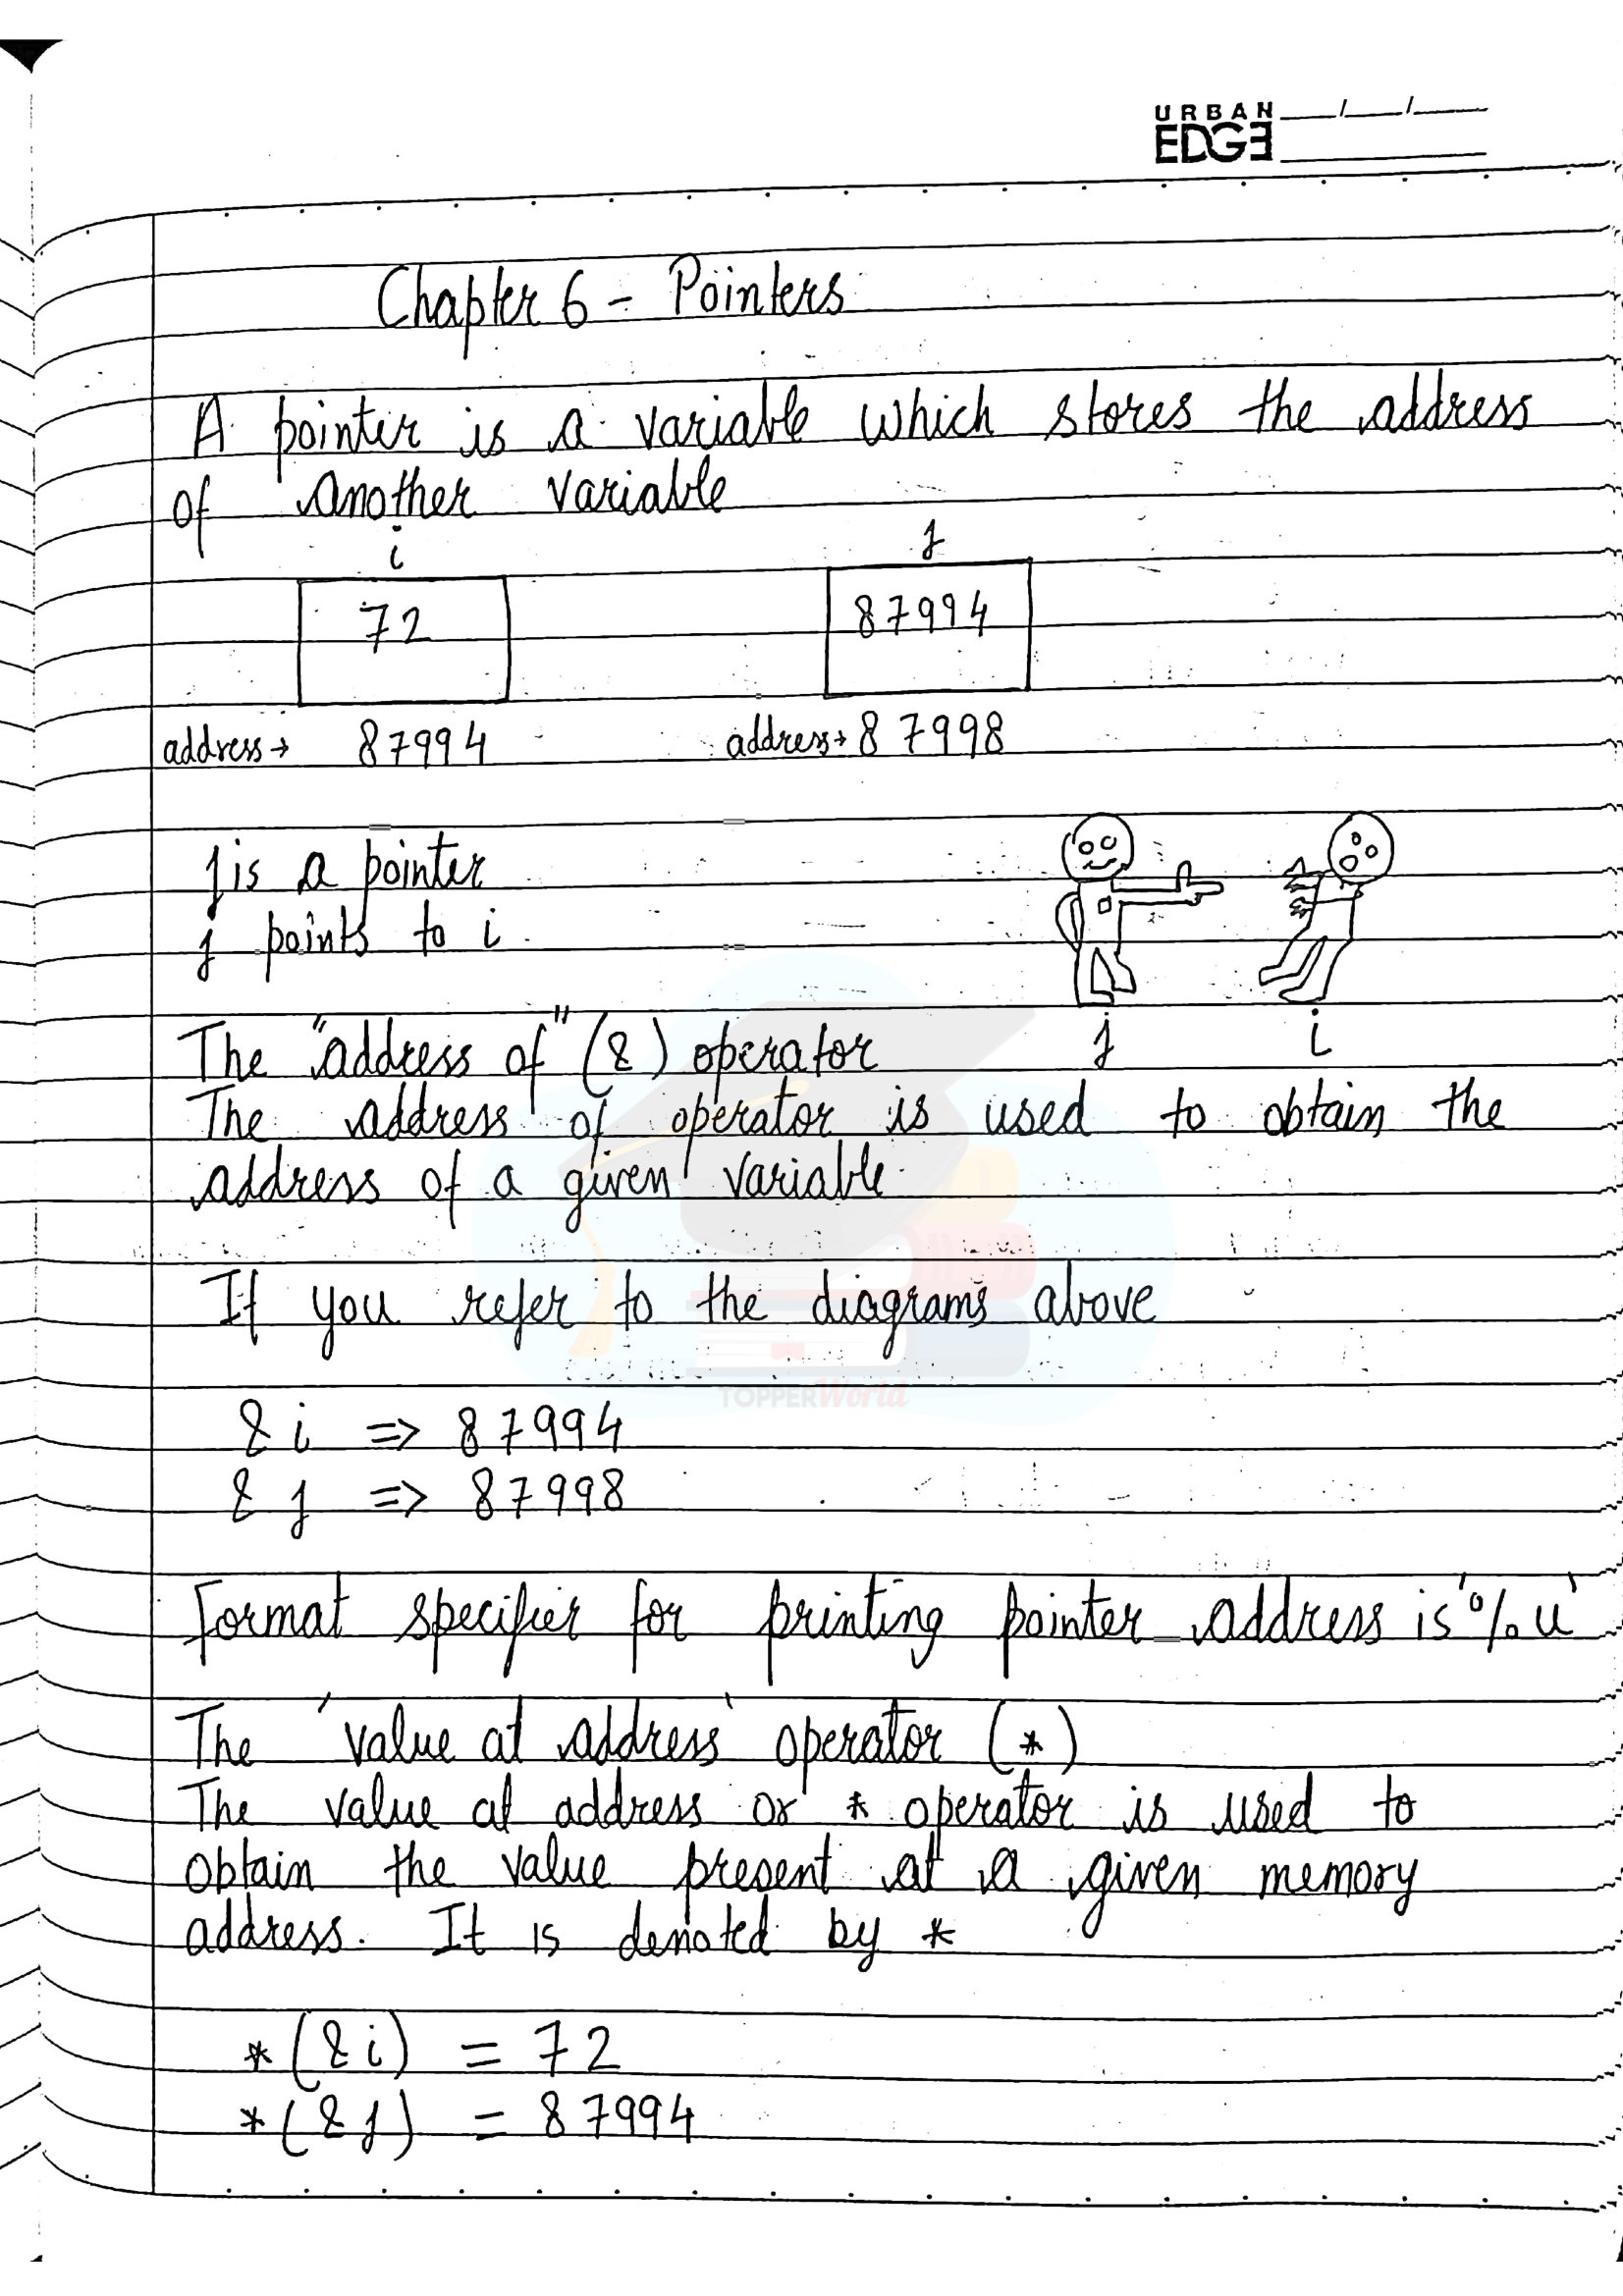 URBAN
EDGE
Chapter 6 - Pointers
A pointer is a variable which stores the address
of another variable
i j
72 87994
address→ 87994 address→ 87998
j is a pointer
j points to i
j i
The "address of" (&) operator
The address of operator is used to obtain the
address of a given variable
If you refer to the diagrams above
TOPPERWorld
&i => 87994
&j => 87998
Format specifier for printing pointer address is '%u'
The 'value at address' operator (*)
The value at address or * operator is used to
obtain the value present at a given memory
address. It is denoted by *
*(&i) = 72
*(&j) = 87994